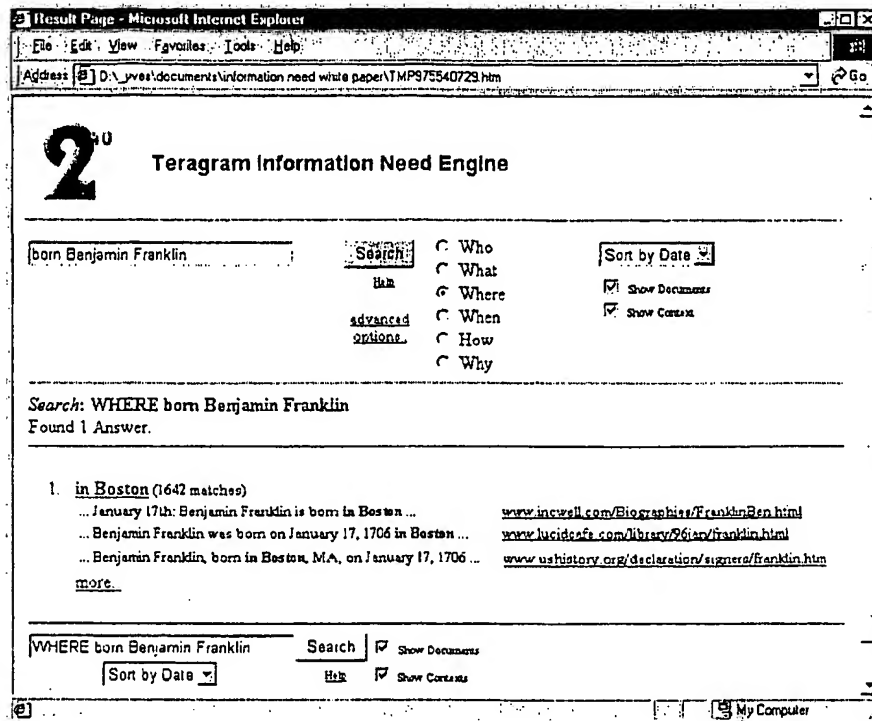 Result Page - Microsoft Internet Explorer
File Edit View Favorites Tools Help
Address D:\_yves\documents\information need white paper\TMP975540729.htm Go
2
Teragram Information Need Engine
born Benjamin Franklin Search Who Sort by Date
What
Help Where Show Documents
advanced When Show Context
options.. How
Why
Search: WHERE born Benjamin Franklin
Found 1 Answer.
1. in Boston (1642 matches)
... January 17th: Benjamin Franklin is born in Boston ... www.incwell.com/Biographies/FranklinBen.html
... Benjamin Franklin was born on January 17, 1706 in Boston ... www.lucidcafe.com/library/96jan/franklin.html
... Benjamin Franklin, born in Boston, MA, on January 17, 1706 ... www.ushistory.org/declaration/signers/franklin.htm
more..
WHERE born Benjamin Franklin Search Show Documents
Sort by Date Help Show Contexts
My Computer